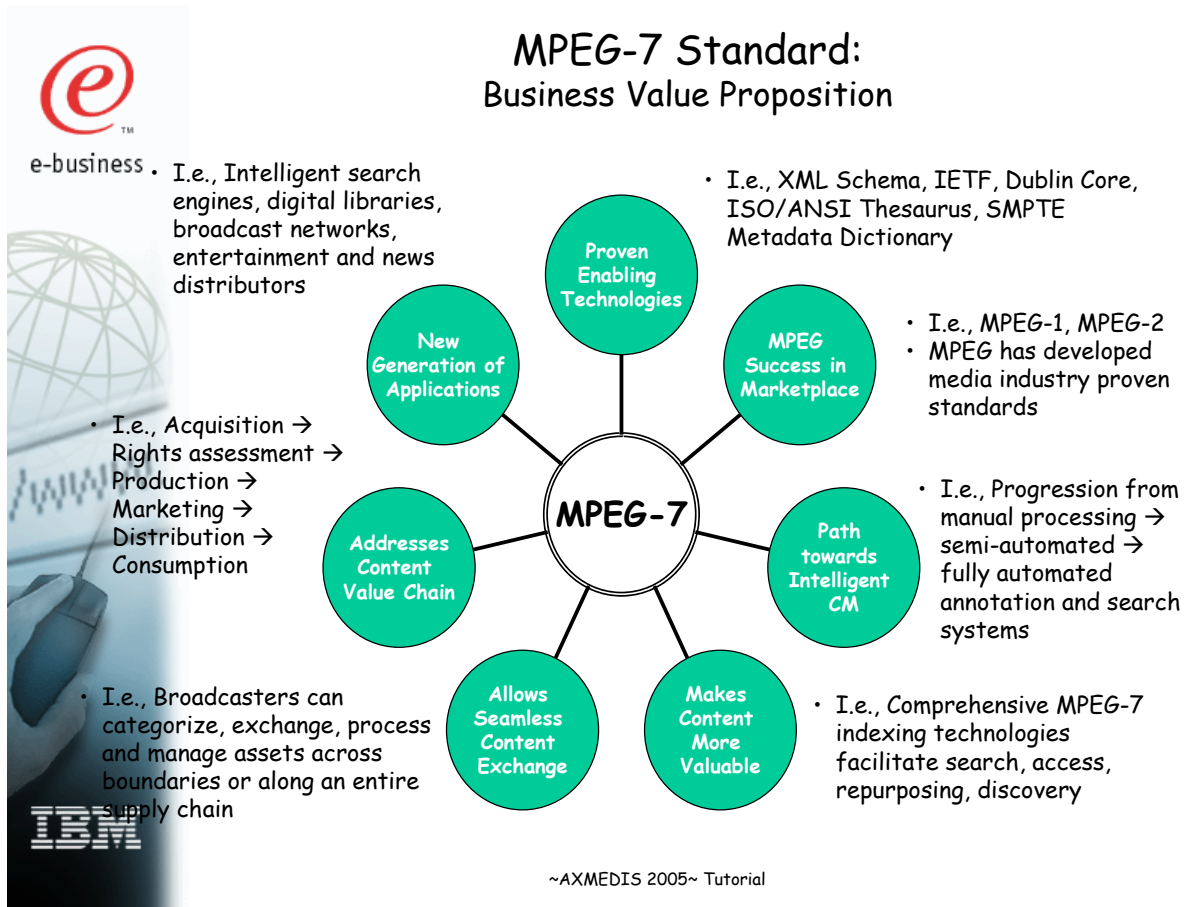 MPEG-7 Standard:
Business Value Proposition
e
TM
e-business
• I.e., Intelligent search
engines, digital libraries,
broadcast networks,
entertainment and news
distributors
• I.e., XML Schema, IETF, Dublin Core,
ISO/ANSI Thesaurus, SMPTE
Metadata Dictionary
Proven
Enabling
Technologies
New
Generation of
Applications
MPEG
Success in
Marketplace
• I.e., MPEG-1, MPEG-2
• MPEG has developed
media industry proven
standards
• I.e., Acquisition →
Rights assessment →
Production →
Marketing →
Distribution →
Consumption
Addresses
Content
Value Chain
MPEG-7
Path
towards
Intelligent
CM
• I.e., Progression from
manual processing →
semi-automated →
fully automated
annotation and search
systems
• I.e., Broadcasters can
categorize, exchange, process
and manage assets across
boundaries or along an entire
supply chain
Allows
Seamless
Content
Exchange
Makes
Content
More
Valuable
• I.e., Comprehensive MPEG-7
indexing technologies
facilitate search, access,
repurposing, discovery
IBM
~AXMEDIS 2005~ Tutorial